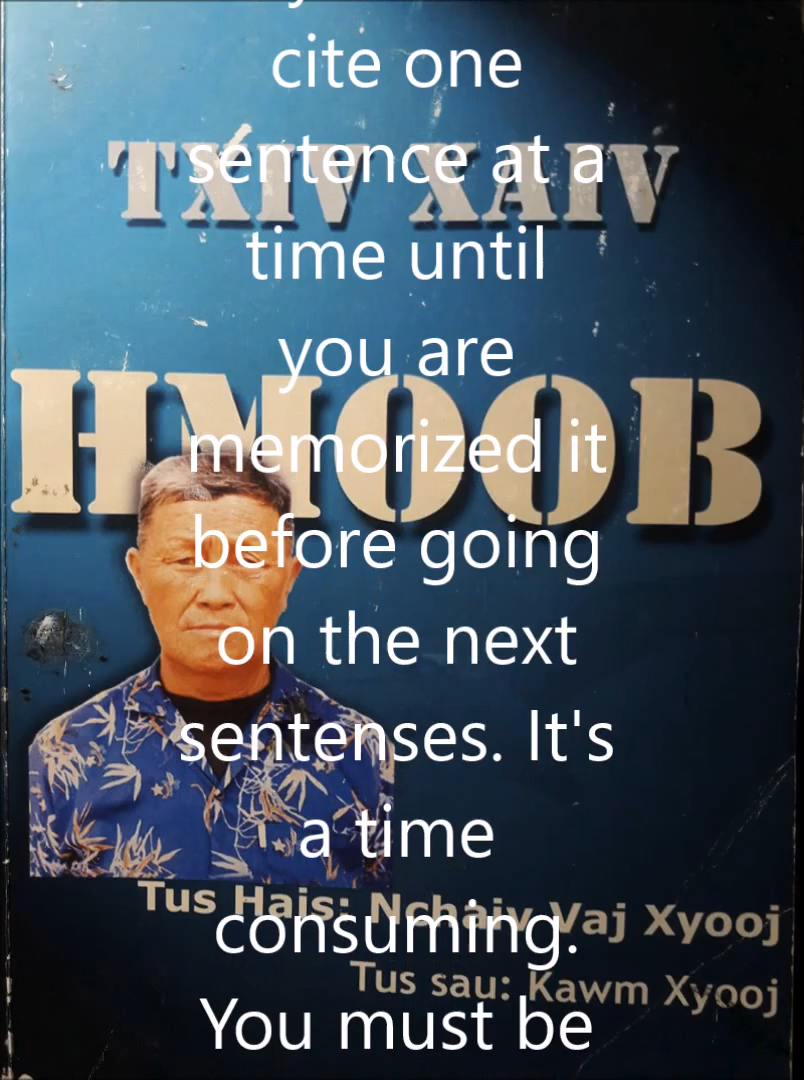 cite one
sentence at a
TXIV XAIV
time until
you are
HMOOB
memorized it
before going
on the next
sentenses. It's
a time
Tus Hais: Nchaiv Vaj Xyooj
consuming.
Tus sau: Kawm Xyooj
You must be